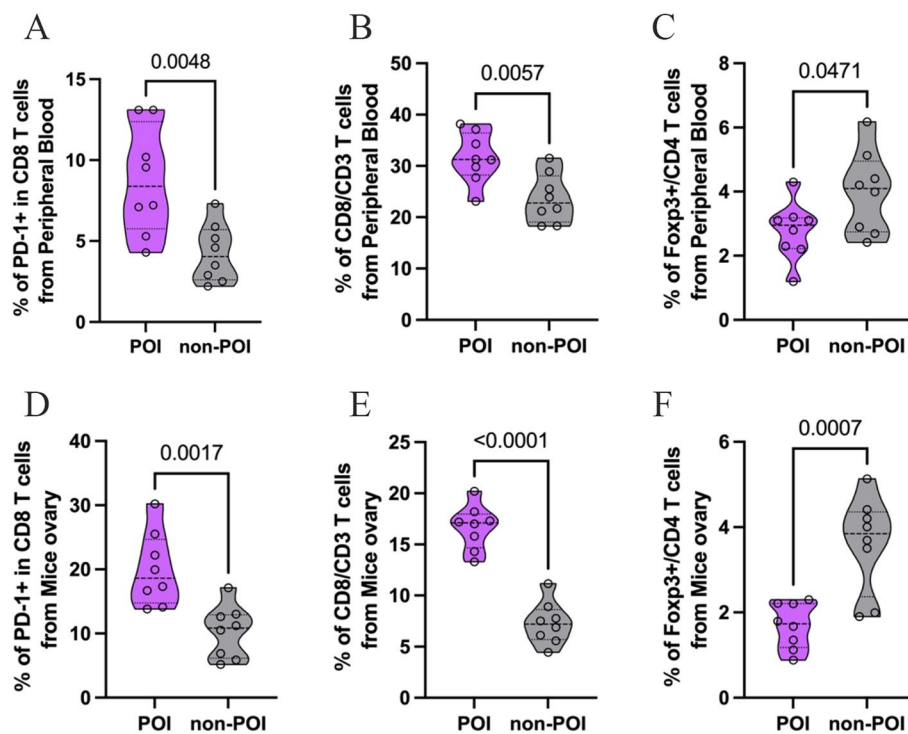 A
% of PD-1+ in CD8 T cells
from Peripheral Blood
0.0048
15
10
5
0
POI
non-POI
B
% of CD8/CD3 T cells
from Peripheral Blood
0.0057
50
40
30
20
10
0
POI
non-POI
C
% of Foxp3+/CD4 T cells
from Peripheral Blood
0.0471
8
6
4
2
0
POI
non-POI
D
% of PD-1+ in CD8 T cells
from Mice ovary
0.0017
40
30
20
10
0
POI
non-POI
E
% of CD8/CD3 T cells
from Mice ovary
<0.0001
25
20
15
10
5
0
POI
non-POI
F
% of Foxp3+/CD4 T cells
from Mice ovary
0.0007
6
4
2
0
POI
non-POI